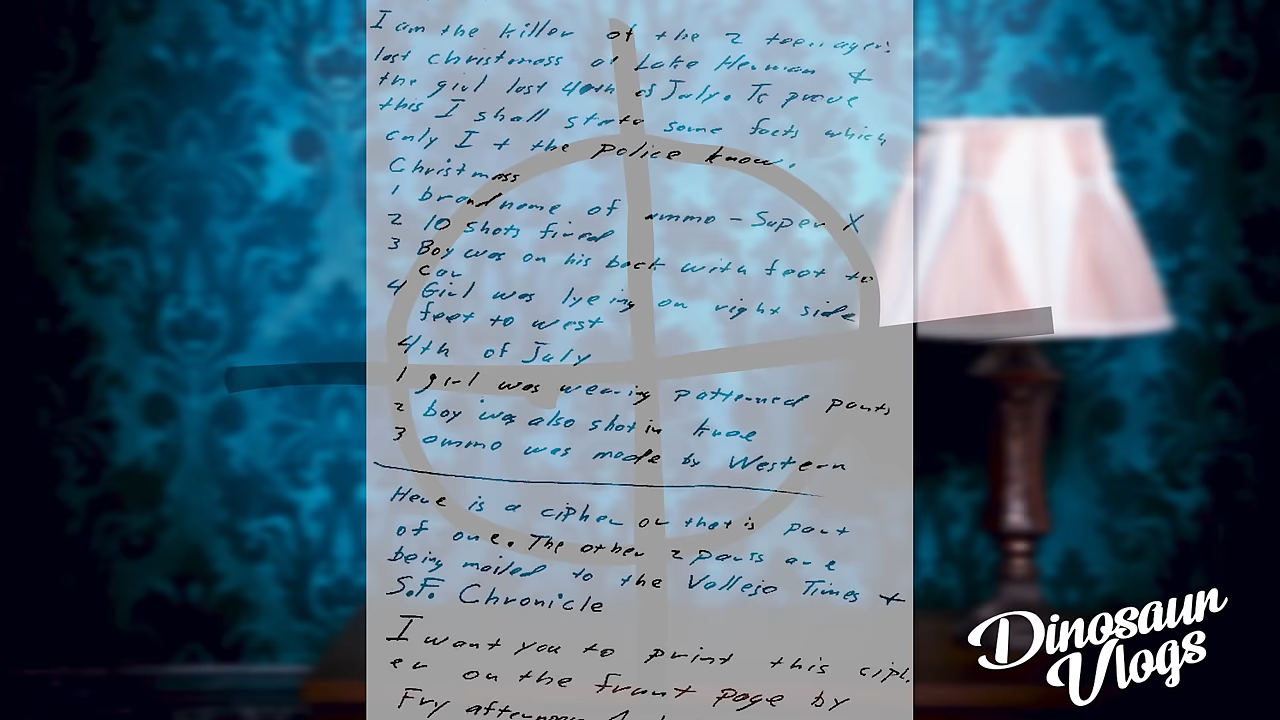 I am the killer of the 2 teenagers
last christmass at Lake Herman &
the girl last 4th of July. To prove
this I shall state some facts which
only I + the police know.
Christmass
1 brand name of ammo - Super X
2 10 shots fired
3 Boy was on his back with feet to
car
4 Girl was lyeing on right side
feet to west
4th of July
1 girl was wearing patterned pants
2 boy was also shot in knee
3 ammo was made by Western
Here is a cipher or that is part
of one. The other 2 parts are
being mailed to the Vallejo Times +
S.F. Chronicle
I want you to print this ciph
er on the frunt page by
Fry afternoon
Dinosaur
Vlogs